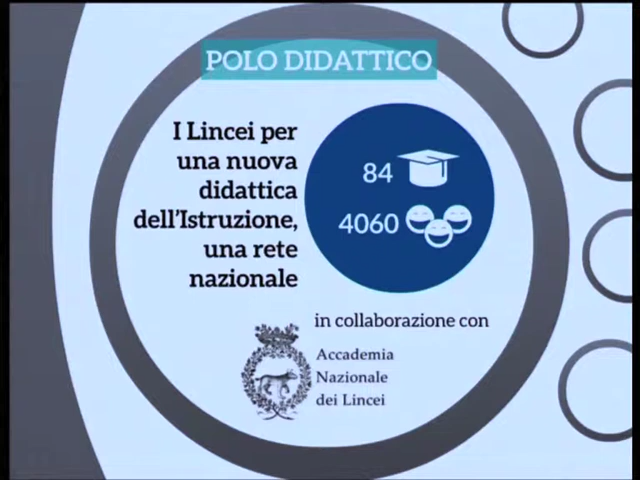 POLO DIDATTICO
I Lincei per
una nuova
didattica
dell'Istruzione,
una rete
nazionale
84
4060
in collaborazione con
Accademia
Nazionale
dei Lincei